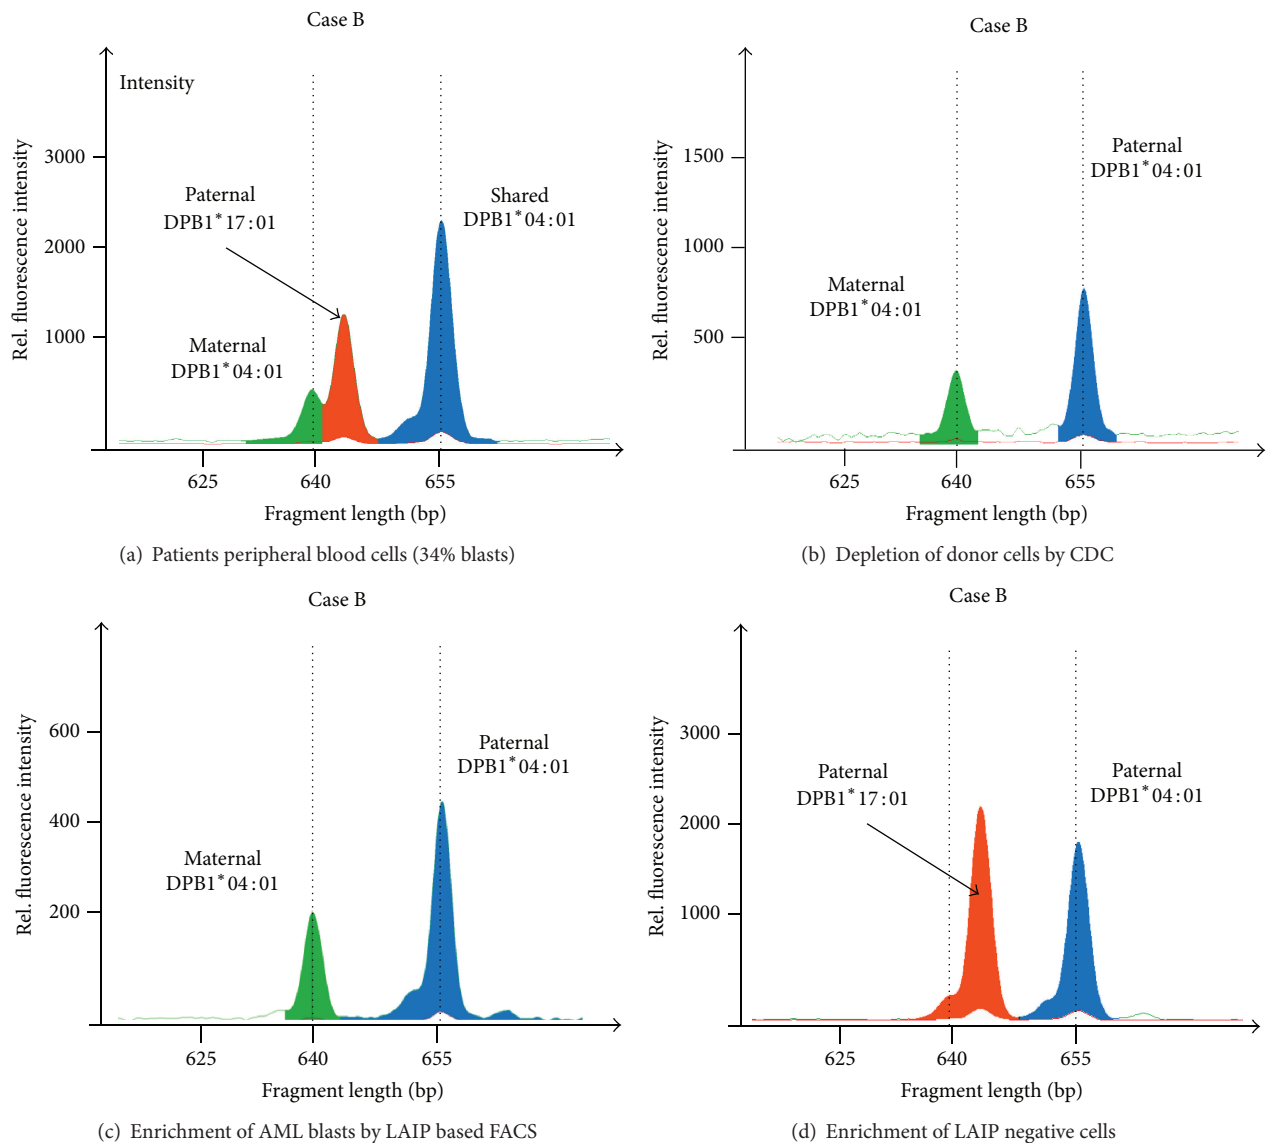 Case B
Intensity
Rel. fluorescence intensity
3000
2000
1000
Paternal
DPB1*17:01
Maternal
DPB1*04:01
Shared
DPB1*04:01
625
640
655
Fragment length (bp)
(a) Patients peripheral blood cells (34% blasts)
Case B
Rel. fluorescence intensity
1500
1000
500
Maternal
DPB1*04:01
Paternal
DPB1*04:01
625
640
655
Fragment length (bp)
(b) Depletion of donor cells by CDC
Case B
Rel. fluorescence intensity
600
400
200
Maternal
DPB1*04:01
Paternal
DPB1*04:01
625
640
655
Fragment length (bp)
(c) Enrichment of AML blasts by LAIP based FACS
Case B
Rel. fluorescence intensity
3000
2000
1000
Paternal
DPB1*17:01
Paternal
DPB1*04:01
625
640
655
Fragment length (bp)
(d) Enrichment of LAIP negative cells